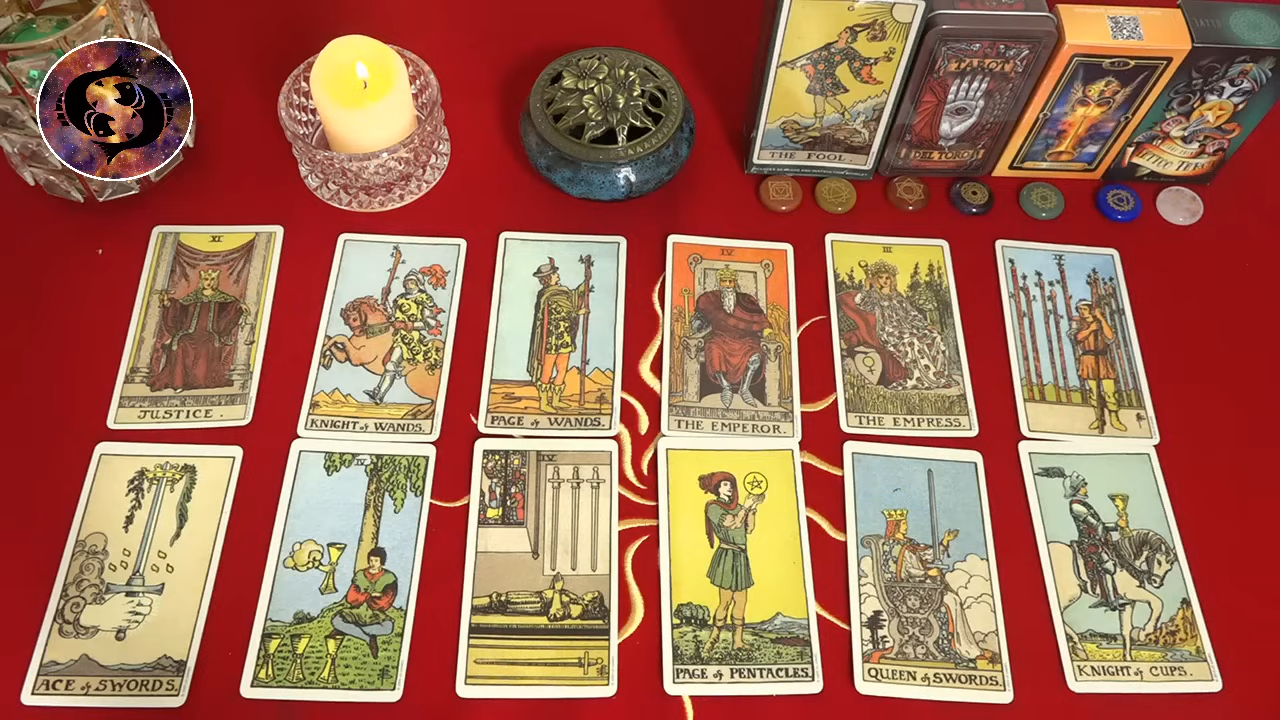 THE FOOL.
TAROT
DEL TORO
XI
JUSTICE.
KNIGHT of WANDS.
PAGE of WANDS.
IV
THE EMPEROR.
III
THE EMPRESS.
ACE of SWORDS.
IV
IV
PAGE of PENTACLES.
QUEEN of SWORDS.
KNIGHT of CUPS.